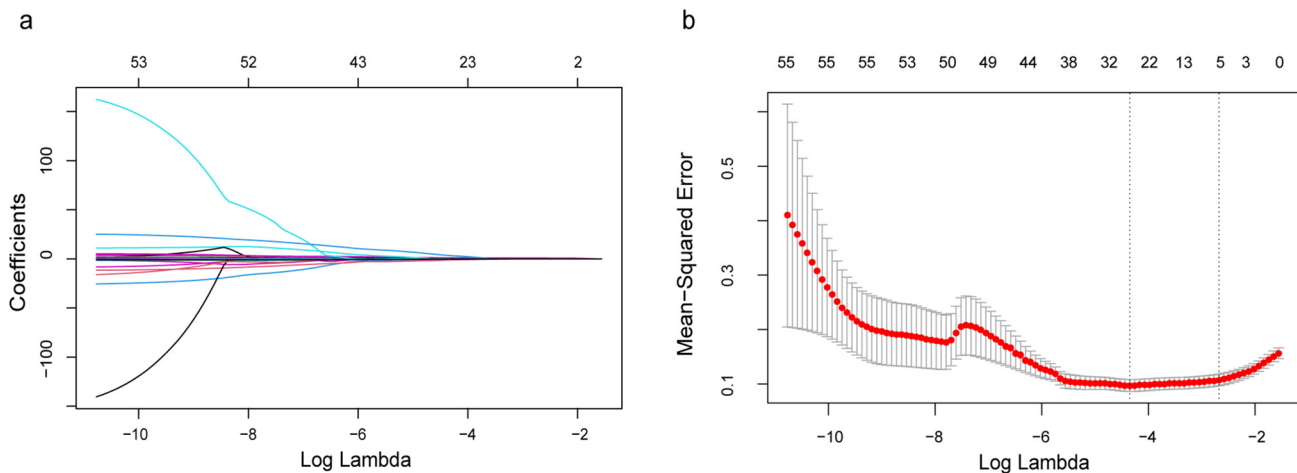 a
53 52 43 23 2
Coefficients
100
0
−100
−10 −8 −6 −4 −2
Log Lambda
b
55 55 55 53 50 49 44 38 32 22 13 5 3 0
Mean−Squared Error
0.5
0.3
0.1
−10 −8 −6 −4 −2
Log Lambda